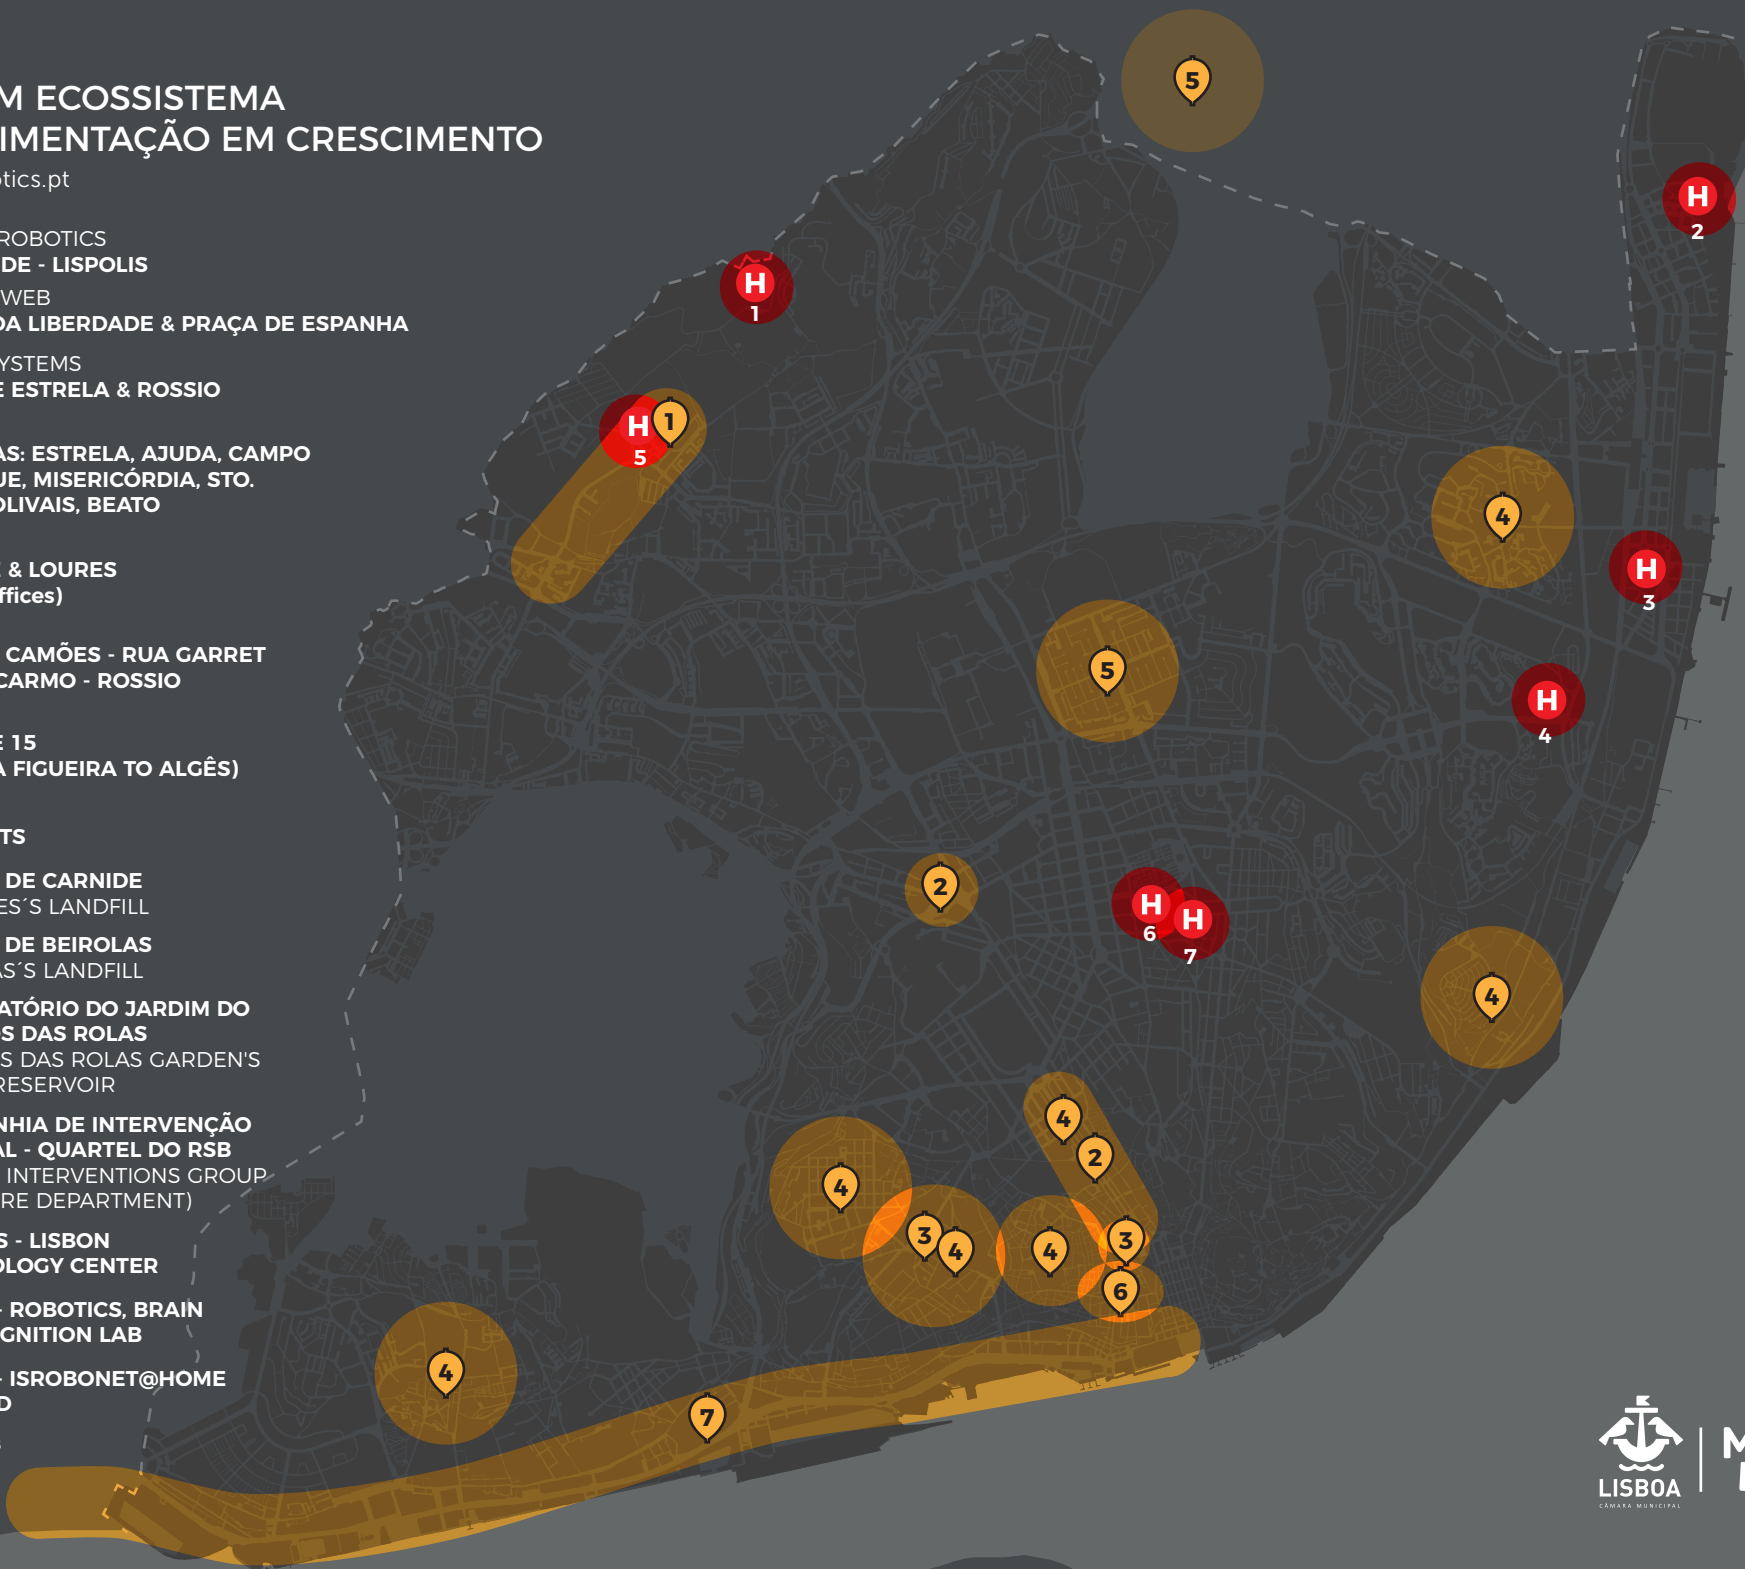 M ECOSSISTEMA
IMENTAÇÃO EM CRESCIMENTO
otics.pt
ROBOTICS
DE - LISPOLIS
WEB
DA LIBERDADE & PRAÇA DE ESPANHA
YSTEMS
E ESTRELA & ROSSIO
AS: ESTRELA, AJUDA, CAMPO
UE, MISERICÓRDIA, STO.
OLIVAIS, BEATO
E & LOURES
ffices)
CAMÕES - RUA GARRET
CARMO - ROSSIO
E 15
A FIGUEIRA TO ALGÊS)
TS
DE CARNIDE
ES´S LANDFILL
DE BEIROLAS
AS´S LANDFILL
ATÓRIO DO JARDIM DO
OS DAS ROLAS
S DAS ROLAS GARDEN'S
RESERVOIR
NHIA DE INTERVENÇÃO
AL - QUARTEL DO RSB
INTERVENTIONS GROUP
RE DEPARTMENT)
S - LISBON
OLOGY CENTER
- ROBOTICS, BRAIN
GNITION LAB
- ISROBONET@HOME
D
5
H
2
H
1
H
1
5
4
H
3
5
H
4
2
H
6
H
7
4
4
2
4
3
4
4
3
6
4
7
LISBOA
CÂMARA MUNICIPAL
M